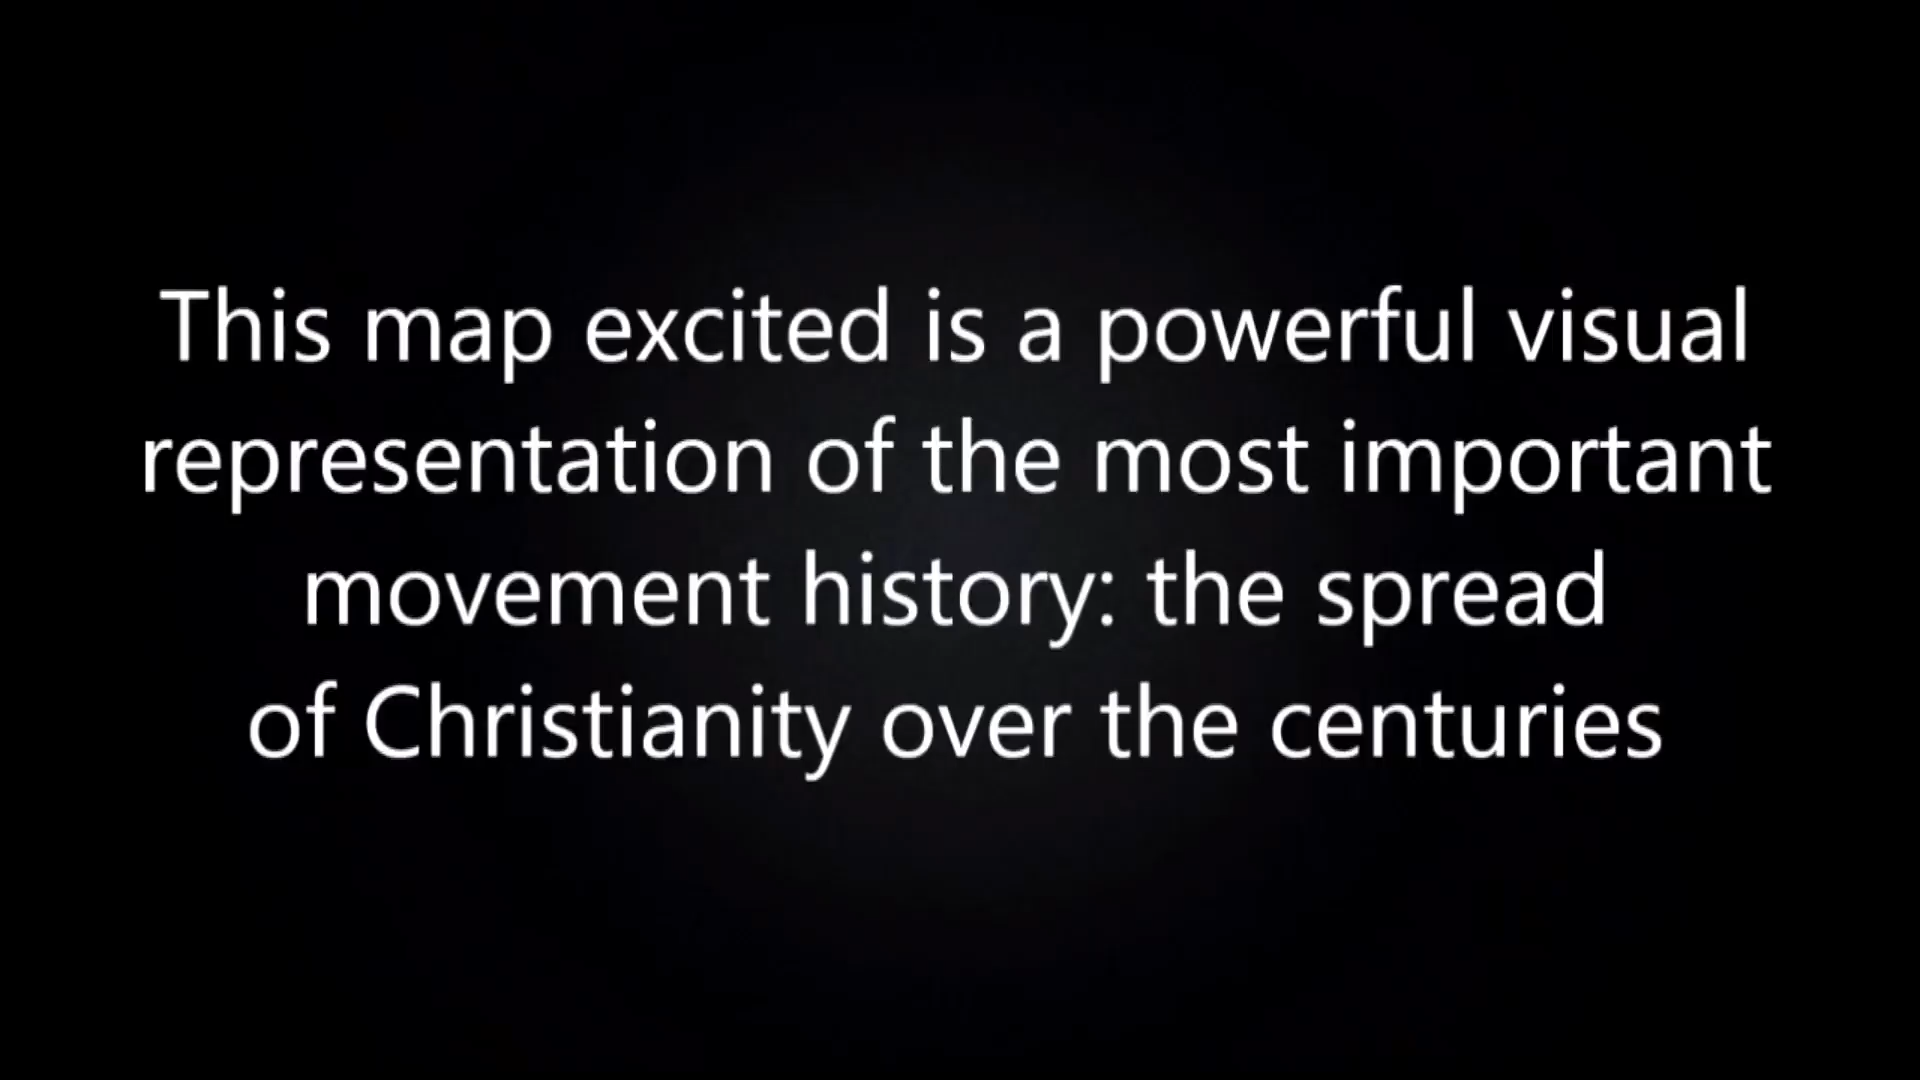 This map excited is a powerful visual
representation of the most important
movement history: the spread
of Christianity over the centuries